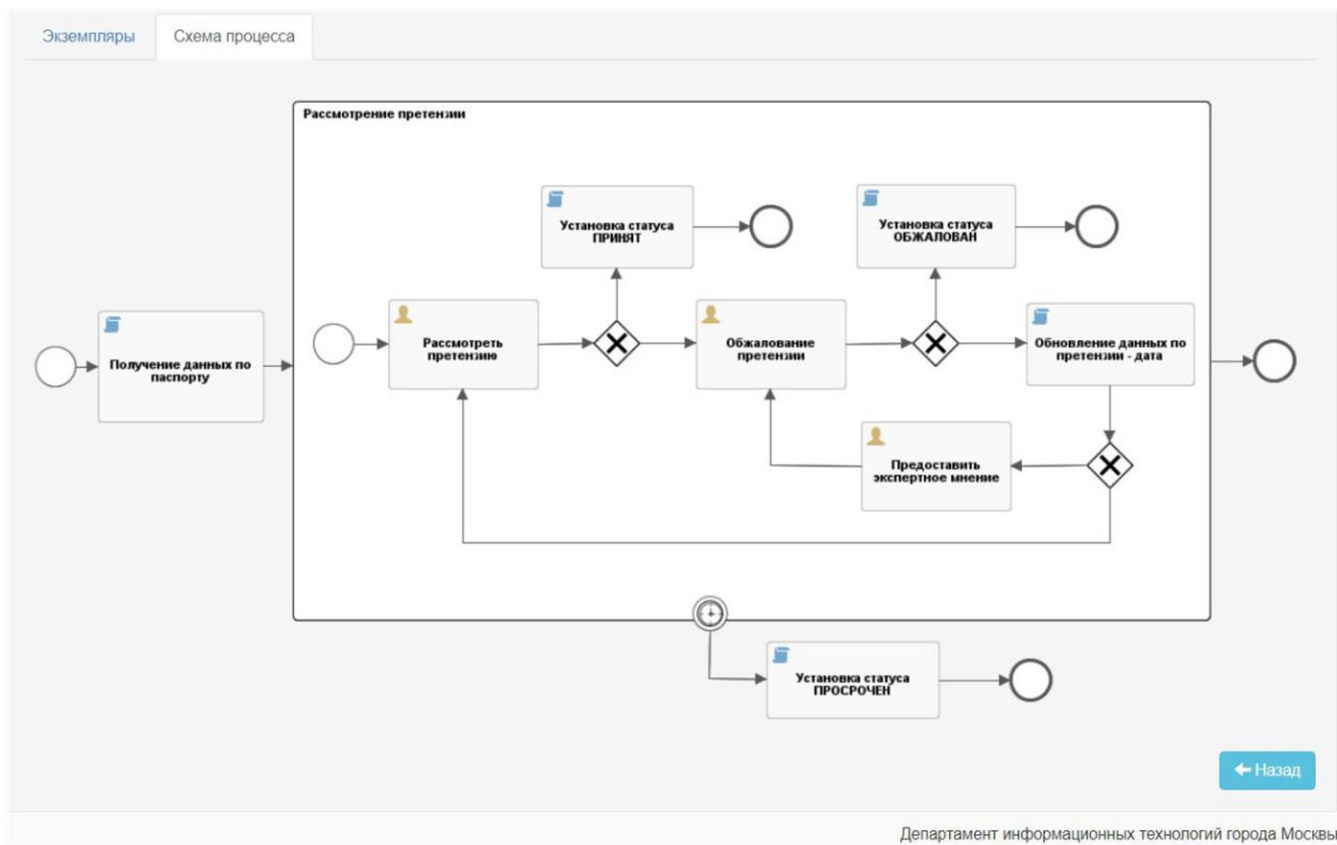 Экземпляры
Схема процесса
Рассмотрение претензии
Установка статуса
ПРИНЯТ
Установка статуса
ОБЖАЛОВАН
Получение данных по
паспорту
Рассмотреть
претензию
Обжалование
претензии
Обновление данных по
претензии - дата
Предоставить
экспертное мнение
Установка статуса
ПРОСРОЧЕН
Назад
Департамент информационных технологий города Москвы